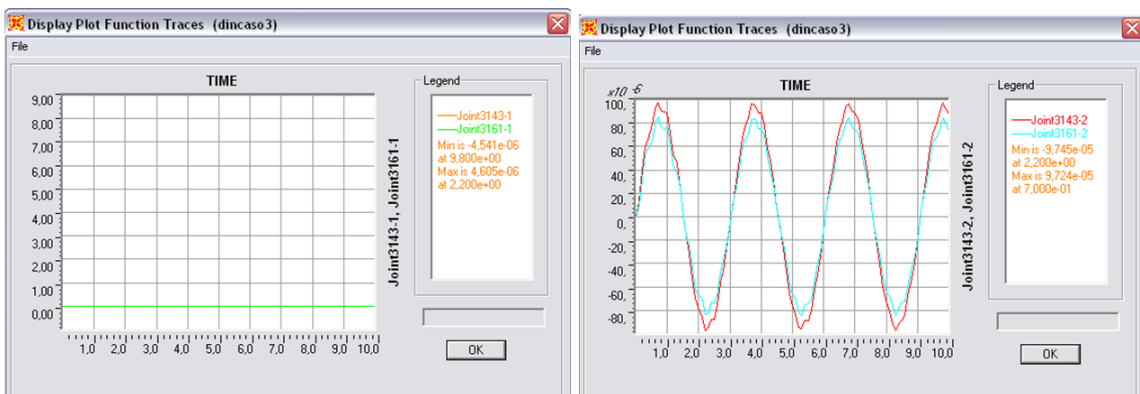 Display Plot Function Traces (dincaso3)
File
TIME
9,00
8,00
7,00
6,00
5,00
4,00
3,00
2,00
1,00
0,00
1,0 2,0 3,0 4,0 5,0 6,0 7,0 8,0 9,0 10,0
Joint3143-1, Joint3161-1
Legend
Joint3143-1
Joint3161-1
Min is -4,541e-06
at 9,800e+00
Max is 4,605e-06
at 2,200e+00
OK
Display Plot Function Traces (dincaso3)
File
x10 -6
TIME
100,
80,
60,
40,
20,
0,
-20,
-40,
-60,
-80,
1,0 2,0 3,0 4,0 5,0 6,0 7,0 8,0 9,0 10,0
Joint3143-2, Joint3161-2
Legend
Joint3143-2
Joint3161-2
Min is -9,745e-05
at 2,200e+00
Max is 9,724e-05
at 7,000e-01
OK